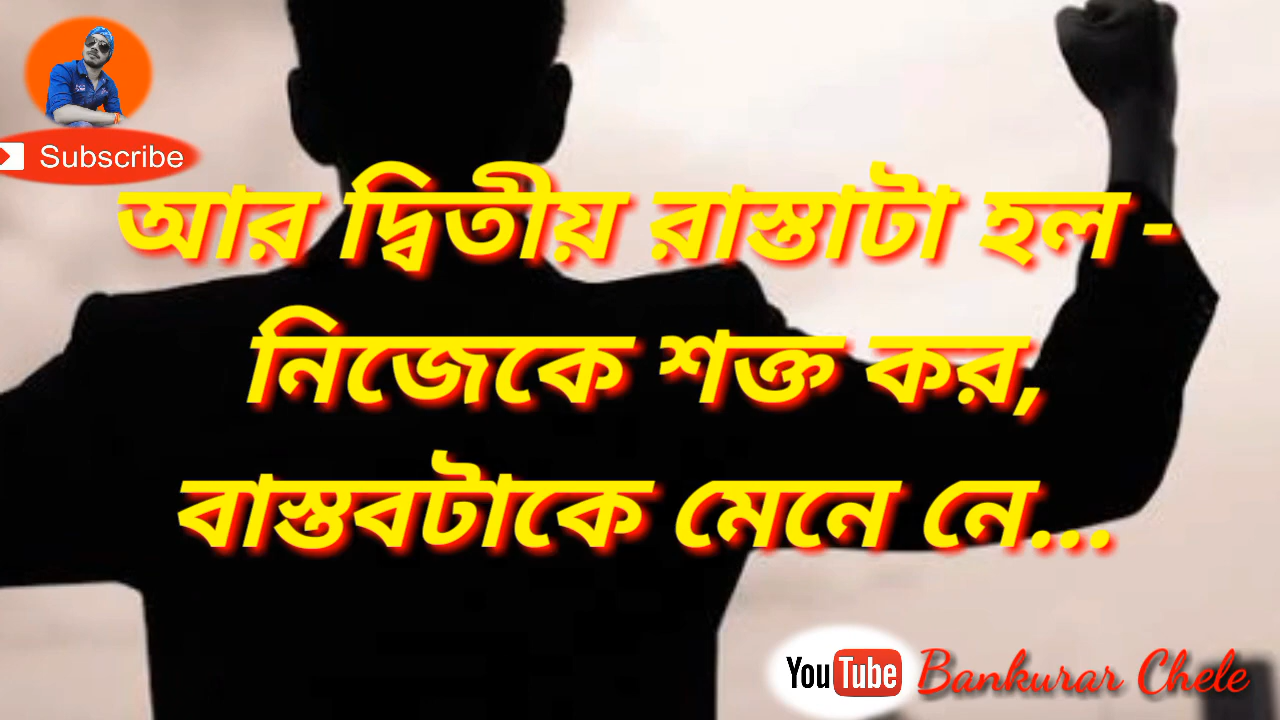 Subscribe
আর দ্বিতীয় রাস্তাটা হল -
নিজেকে শক্ত কর,
বাস্তবটাকে মেনে নে...
YouTube Bankurar Chele